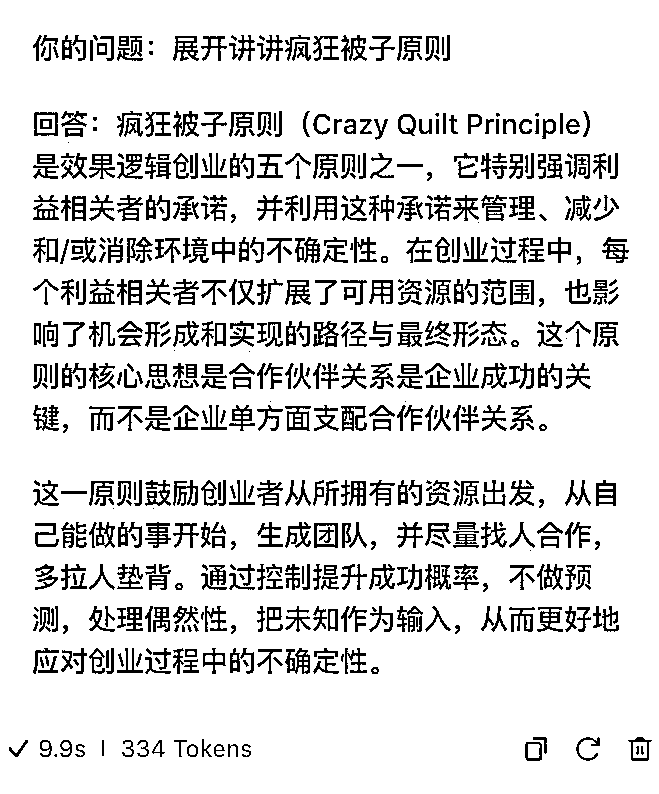 你的问题：展开讲讲疯狂被子原则
回答：疯狂被子原则（Crazy Quilt Principle）
是效果逻辑创业的五个原则之一，它特别强调利
益相关者的承诺，并利用这种承诺来管理、减少
和/或消除环境中的不确定性。在创业过程中，每
个利益相关者不仅扩展了可用资源的范围，也影
响了机会形成和实现的路径与最终形态。这个原
则的核心思想是合作伙伴关系是企业成功的关
键，而不是企业单方面支配合作伙伴关系。
这一原则鼓励创业者从所拥有的资源出发，从自
己能做的事开始，生成团队，并尽量找人合作，
多拉人垫背。通过控制提升成功概率，不做预
测，处理偶然性，把未知作为输入，从而更好地
应对创业过程中的不确定性。
9.9s | 334 Tokens